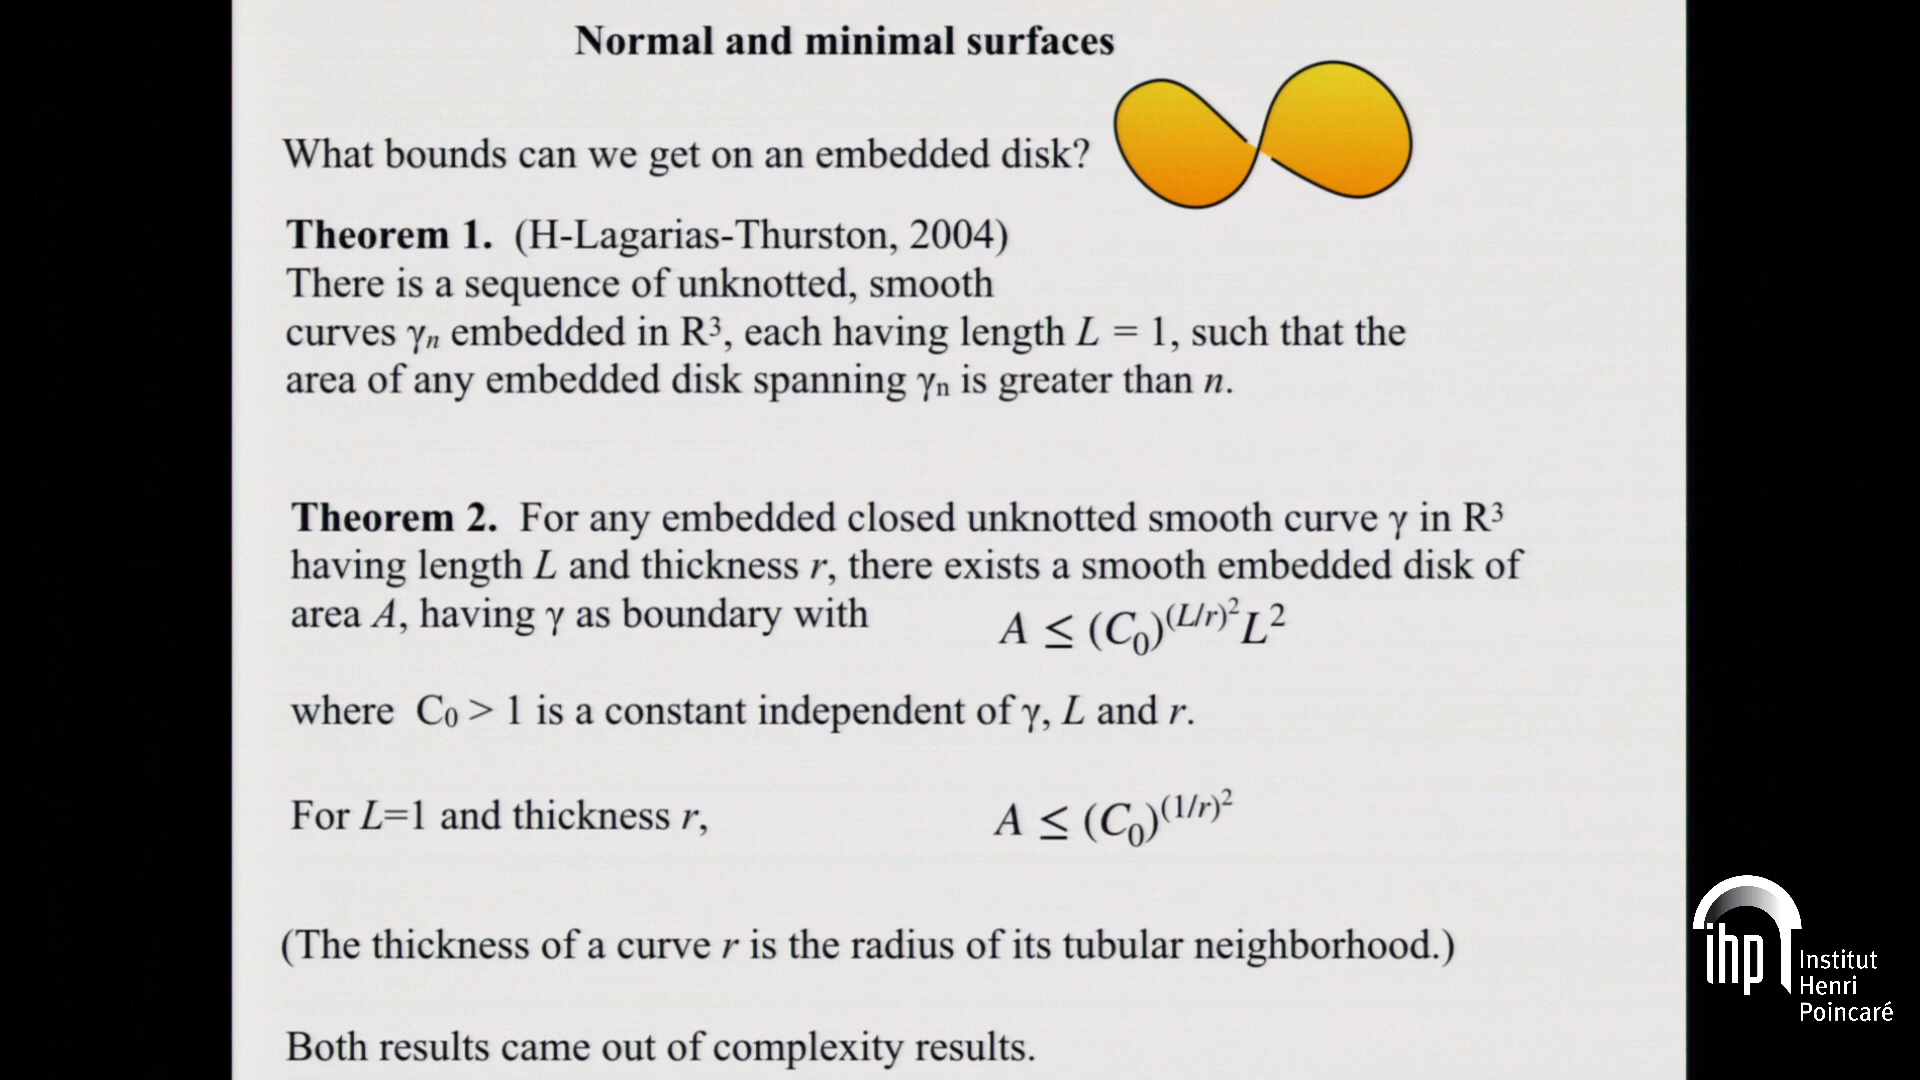 Normal and minimal surfaces
What bounds can we get on an embedded disk?
Theorem 1. (H-Lagarias-Thurston, 2004)
There is a sequence of unknotted, smooth
curves γₙ embedded in R³, each having length L = 1, such that the
area of any embedded disk spanning γₙ is greater than n.
Theorem 2. For any embedded closed unknotted smooth curve γ in R³
having length L and thickness r, there exists a smooth embedded disk of
area A, having γ as boundary with A ≤ (C₀)^(L/r)² L²
where C₀ > 1 is a constant independent of γ, L and r.
For L=1 and thickness r, A ≤ (C₀)^(1/r)²
(The thickness of a curve r is the radius of its tubular neighborhood.)
Both results came out of complexity results.
ihp
Institut
Henri
Poincaré